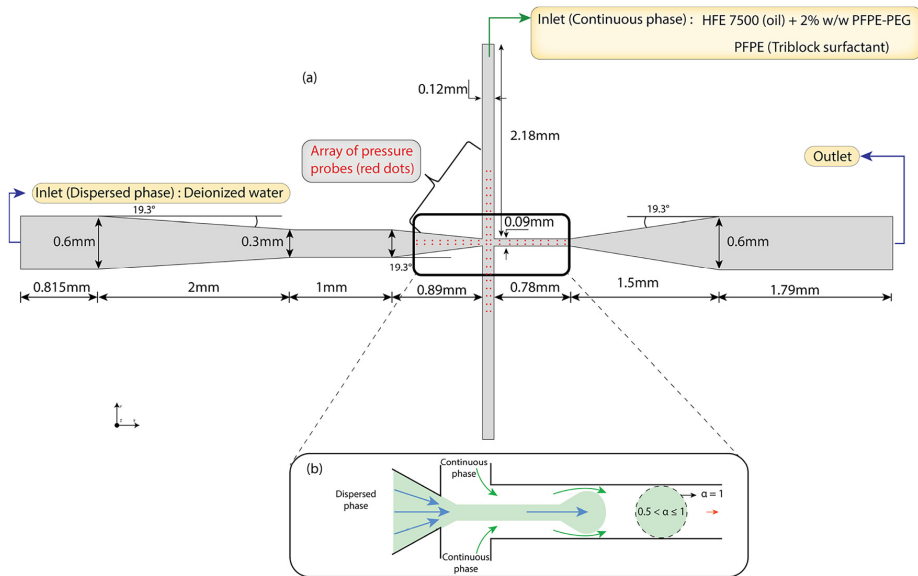 Inlet (Continuous phase) : HFE 7500 (oil) + 2% w/w PFPE-PEG
PFPE (Triblock surfactant)
(a)
0.12mm
2.18mm
Array of pressure
probes (red dots)
Outlet
Inlet (Dispersed phase) : Deionized water
19.3°
0.09mm
19.3°
0.6mm
0.3mm
0.6mm
19.3°
0.815mm
2mm
1mm
0.89mm
0.78mm
1.5mm
1.79mm
(b)
Continuous
phase
Dispersed
phase
α = 1
0.5 < α ≤ 1
Continuous
phase